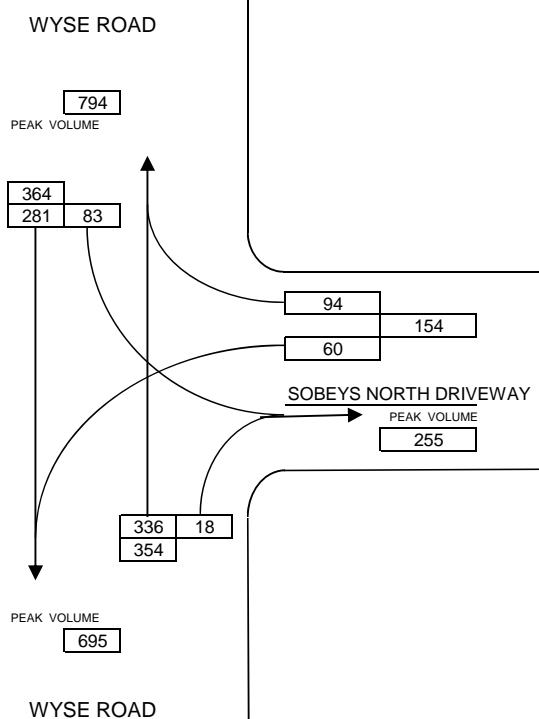 WYSE ROAD
794
PEAK VOLUME
364
281 83
94
154
60
SOBEYS NORTH DRIVEWAY
PEAK VOLUME
255
336 18
354
PEAK VOLUME
695
WYSE ROAD